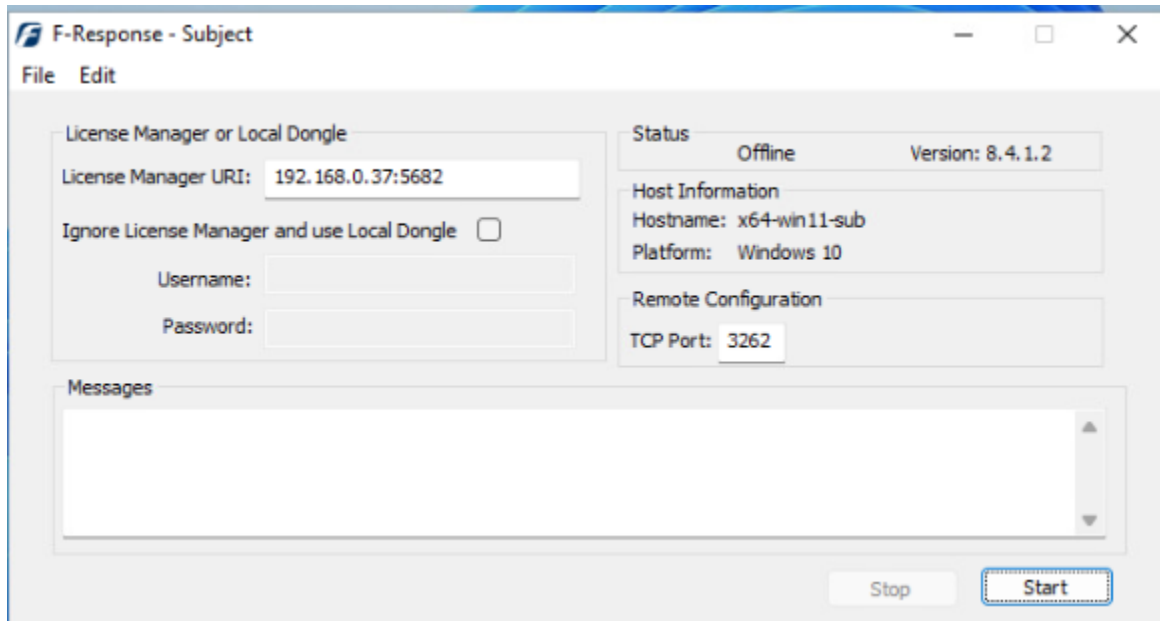 F-Response - Subject
File Edit
License Manager or Local Dongle
License Manager URI: 192.168.0.37:5682
Ignore License Manager and use Local Dongle
Username:
Password:
Status
Offline Version: 8.4.1.2
Host Information
Hostname: x64-win11-sub
Platform: Windows 10
Remote Configuration
TCP Port: 3262
Messages
Stop Start